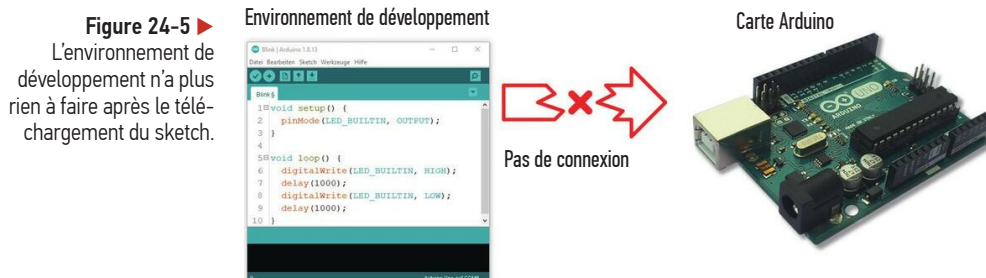 Figure 24-5 ▶
L'environnement de
développement n'a plus
rien à faire après le télé-
chargement du sketch.
Environnement de développement
Blink | Arduino 1.8.13
Datei Bearbeiten Sketch Werkzeuge Hilfe
Blink §
1 void setup() {
2 pinMode(LED_BUILTIN, OUTPUT);
3 }
4
5 void loop() {
6 digitalWrite(LED_BUILTIN, HIGH);
7 delay(1000);
8 digitalWrite(LED_BUILTIN, LOW);
9 delay(1000);
10 }
Pas de connexion
Carte Arduino
UNO
ARDUINO